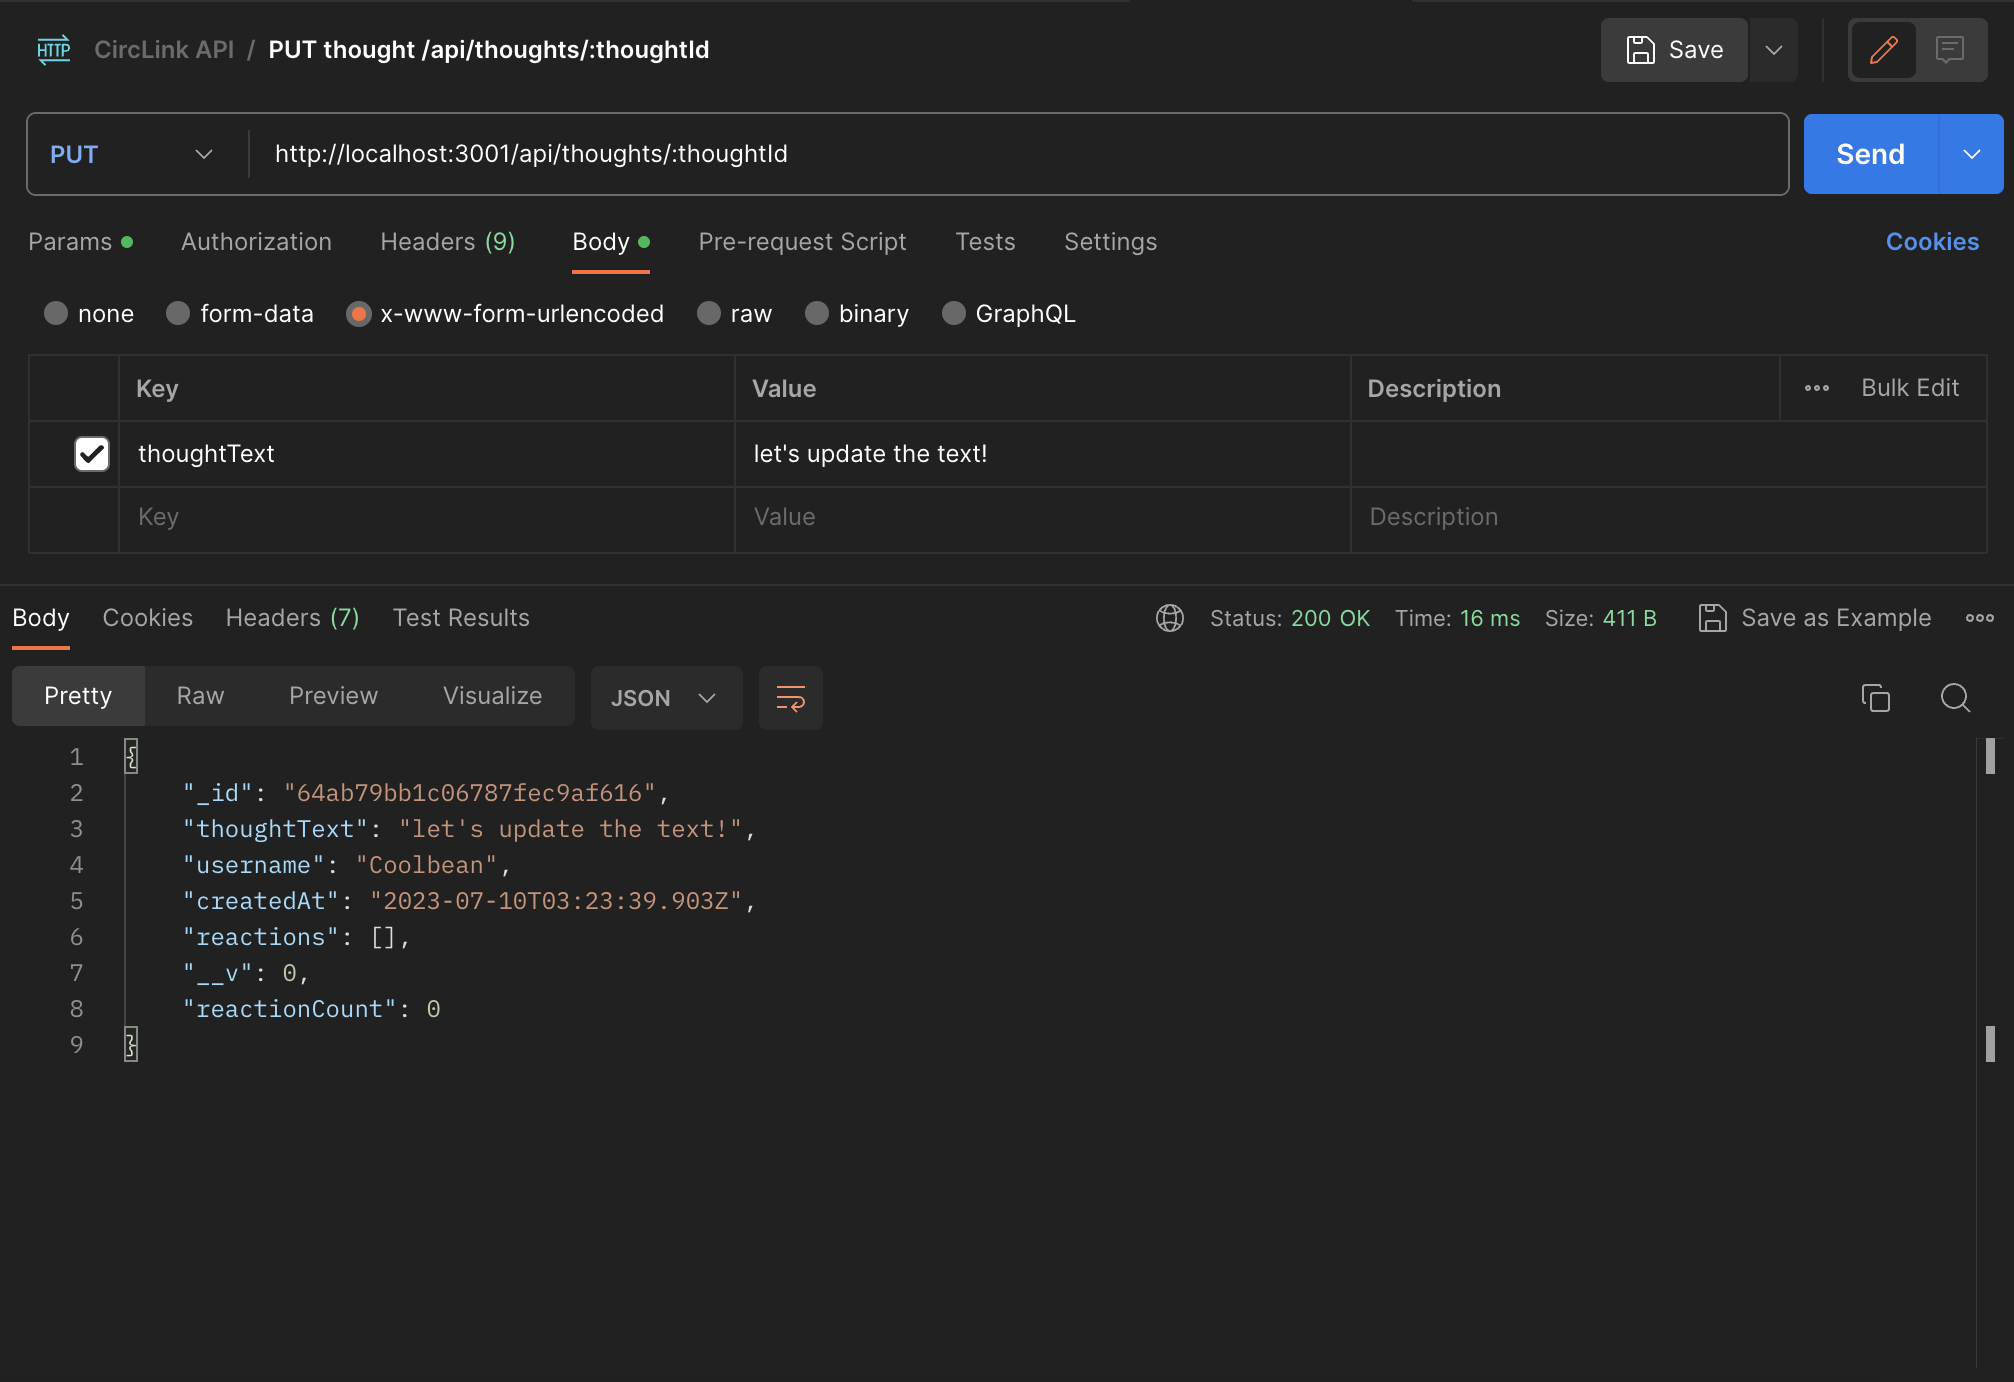 HTTP CircLink API / PUT thought /api/thoughts/:thoughtId Save
PUT http://localhost:3001/api/thoughts/:thoughtId Send
Params Authorization Headers (9) Body Pre-request Script Tests Settings Cookies
none form-data x-www-form-urlencoded raw binary GraphQL
Key Value Description Bulk Edit
thoughtText let's update the text!
Key Value Description
Body Cookies Headers (7) Test Results Status: 200 OK Time: 16 ms Size: 411 B Save as Example
Pretty Raw Preview Visualize JSON
1 {
2 "_id": "64ab79bb1c06787fec9af616",
3 "thoughtText": "let's update the text!",
4 "username": "Coolbean",
5 "createdAt": "2023-07-10T03:23:39.903Z",
6 "reactions": [],
7 "__v": 0,
8 "reactionCount": 0
9 }